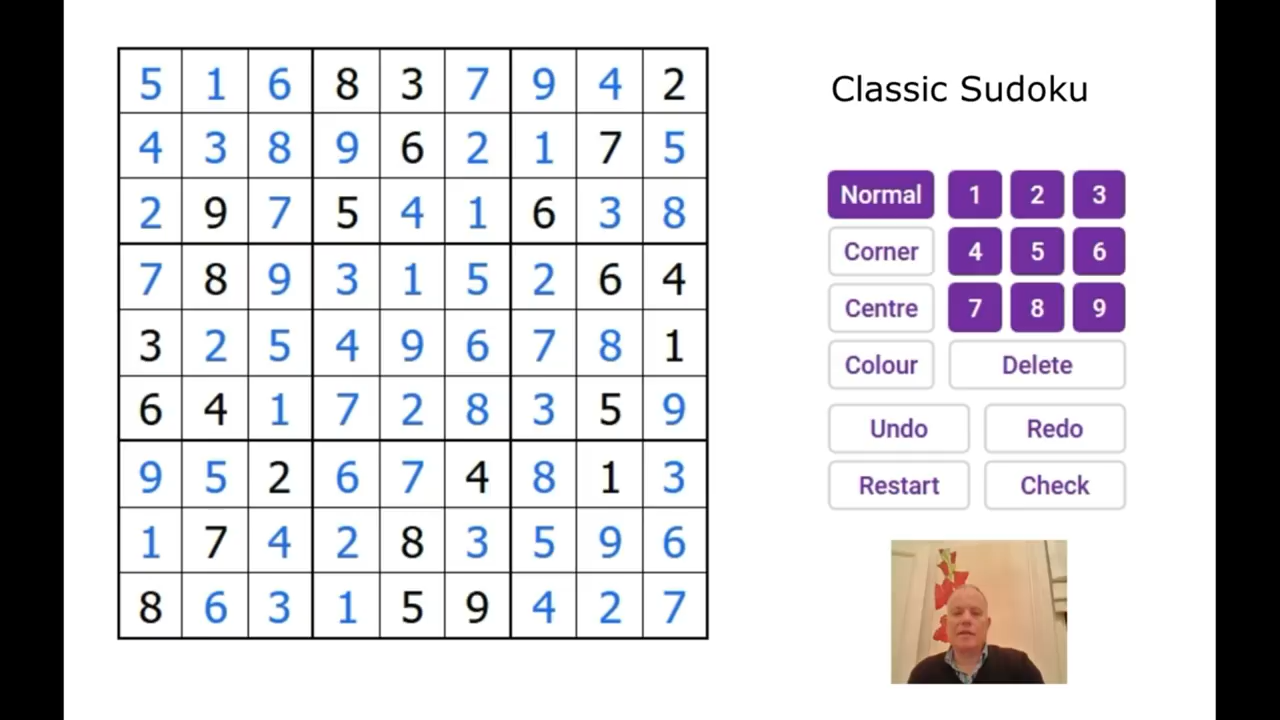 Classic Sudoku
5 1 6 8 3 7 9 4 2
4 3 8 9 6 2 1 7 5
2 9 7 5 4 1 6 3 8
7 8 9 3 1 5 2 6 4
3 2 5 4 9 6 7 8 1
6 4 1 7 2 8 3 5 9
9 5 2 6 7 4 8 1 3
1 7 4 2 8 3 5 9 6
8 6 3 1 5 9 4 2 7
Normal 1 2 3
Corner 4 5 6
Centre 7 8 9
Colour Delete
Undo Redo
Restart Check